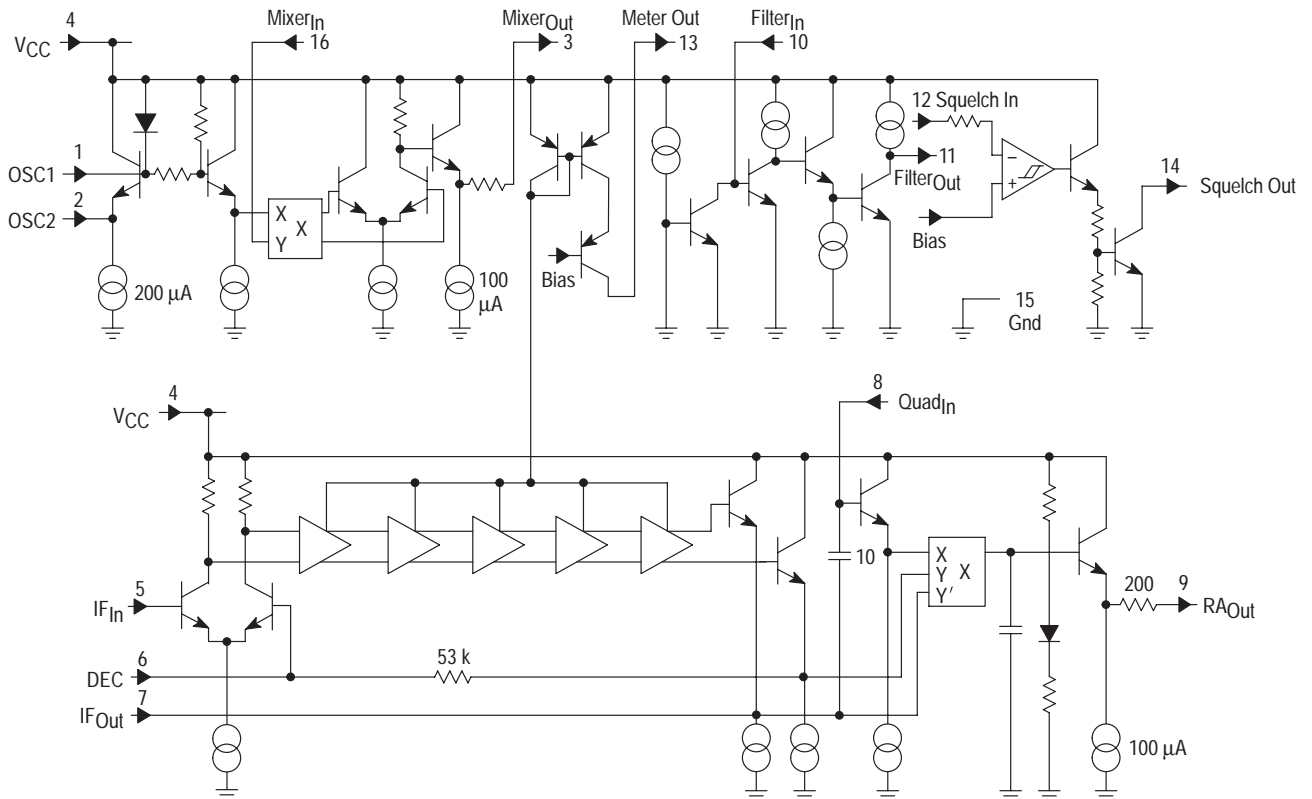 4
VCC
MixerIn
16
MixerOut
3
Meter Out
13
FilterIn
10
12 Squelch In
1
OSC1
2
OSC2
X
Y
X
200 µA
100
µA
Bias
11
FilterOut
Bias
–
+
14
Squelch Out
15
Gnd
4
VCC
8
QuadIn
10
X
Y
Y′
X
5
IFIn
200
9
RAOut
6
DEC
53 k
7
IFOut
100 µA